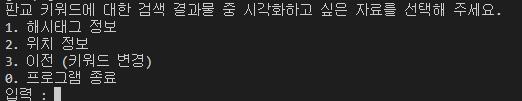 판교 키워드에 대한 검색 결과물 중 시각화하고 싶은 자료를 선택해 주세요.
1. 해시태그 정보
2. 위치 정보
3. 이전 (키워드 변경)
0. 프로그램 종료
입력 :